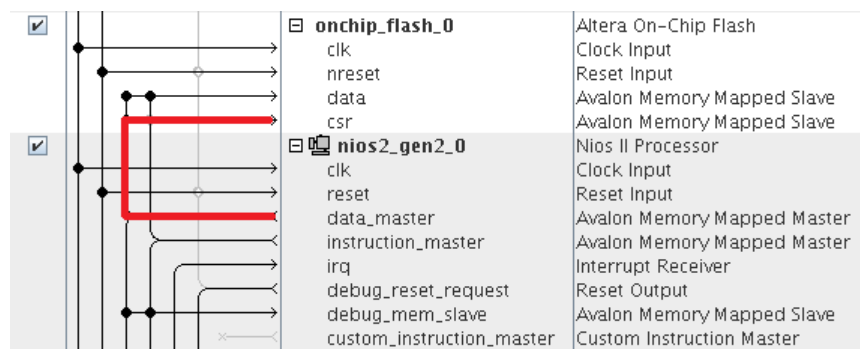 onchip_flash_0 Altera On-Chip Flash
clk Clock Input
nreset Reset Input
data Avalon Memory Mapped Slave
csr Avalon Memory Mapped Slave
nios2_gen2_0 Nios II Processor
clk Clock Input
reset Reset Input
data_master Avalon Memory Mapped Master
instruction_master Avalon Memory Mapped Master
irq Interrupt Receiver
debug_reset_request Reset Output
debug_mem_slave Avalon Memory Mapped Slave
custom_instruction_master Custom Instruction Master